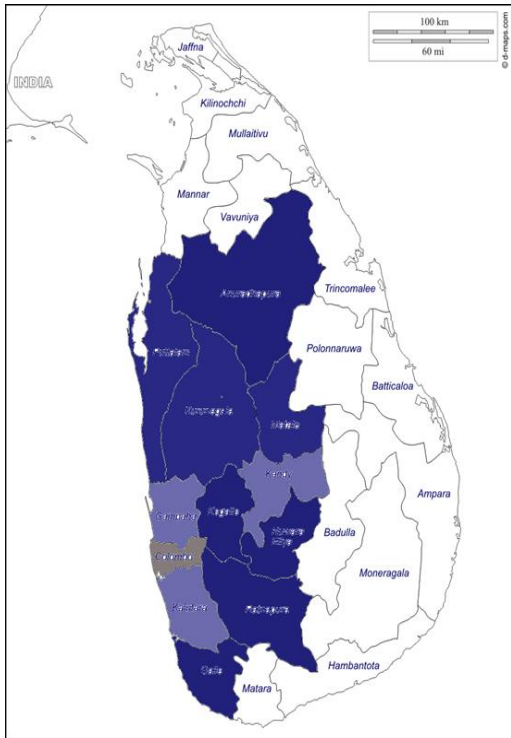 100 km
60 mi
© d-maps.com
Jaffna
INDIA
Kilinochchi
Mullaitivu
Mannar
Vavuniya
Anuradhapura
Trincomalee
Puttalam
Polonnaruwa
Batticaloa
Kurunegala
Matale
Kandy
Ampara
Gampaha
Kegalla
Nuwara
Eliya
Badulla
Colombo
Moneragala
Kalutara
Ratnapura
Galle
Hambantota
Matara